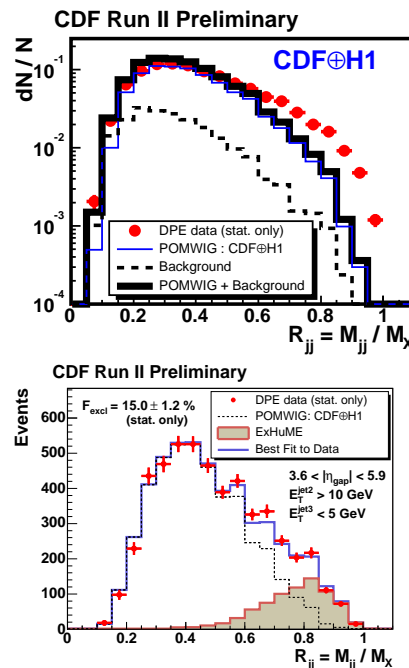 CDF Run II Preliminary
dN / N
CDF⊕H1
10⁻¹
10⁻²
10⁻³
10⁻⁴
DPE data (stat. only)
POMWIG : CDF⊕H1
Background
POMWIG + Background
0 0.2 0.4 0.6 0.8 1
R_jj = M_jj / M_X
CDF Run II Preliminary
Events
600
500
400
300
200
100
0
F_excl = 15.0 ± 1.2 %
(stat. only)
DPE data (stat. only)
POMWIG: CDF⊕H1
ExHuME
Best Fit to Data
3.6 < |η_gap| < 5.9
E_T^jet2 > 10 GeV
E_T^jet3 < 5 GeV
0 0.2 0.4 0.6 0.8 1
R_jj = M_jj / M_X